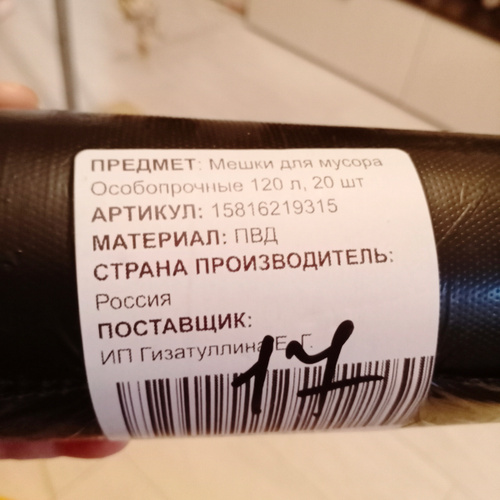 ПРЕДМЕТ: Мешки для мусора
Особопрочные 120 л, 20 шт
АРТИКУЛ: 15816219315
МАТЕРИАЛ: ПВД
СТРАНА ПРОИЗВОДИТЕЛЬ:
Россия
ПОСТАВЩИК:
ИП Гизатуллина Е. Г.
17